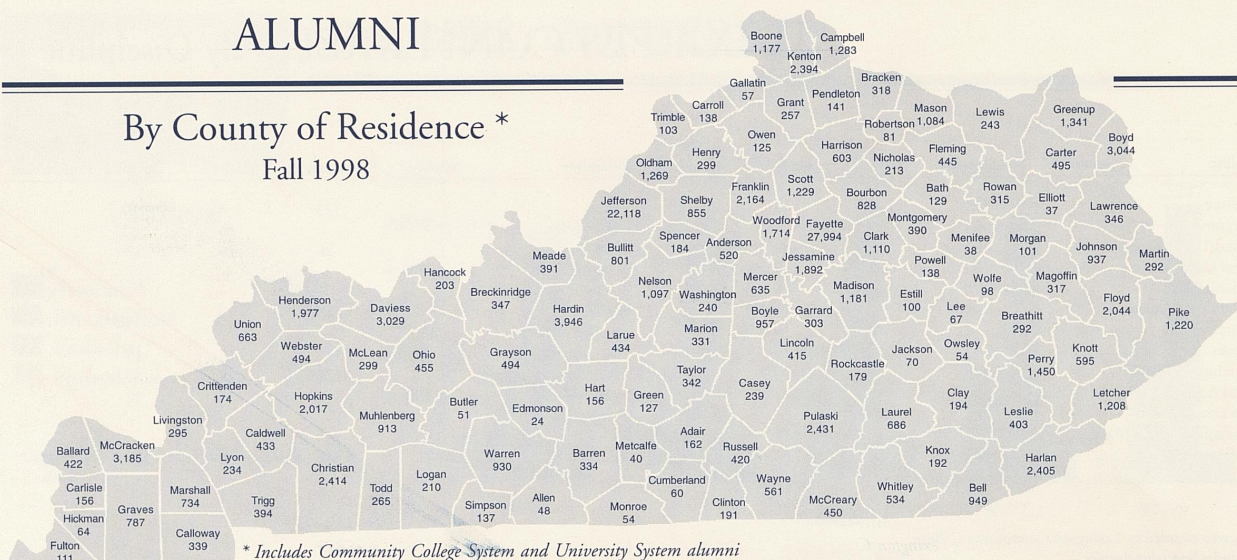 ALUMNI
By County of Residence *
Fall 1998
Boone
1,177
Kenton
2,394
Campbell
1,283
Gallatin
57
Carroll
138
Trimble
103
Grant
257
Pendleton
141
Bracken
318
Robertson
81
Mason
1,084
Lewis
243
Greenup
1,341
Boyd
3,044
Oldham
1,269
Henry
299
Owen
125
Harrison
603
Nicholas
213
Fleming
445
Carter
495
Jefferson
22,118
Shelby
855
Franklin
2,164
Scott
1,229
Bourbon
828
Bath
129
Rowan
315
Elliott
37
Lawrence
346
Bullitt
801
Spencer
184
Anderson
520
Woodford
1,714
Fayette
27,994
Clark
1,110
Montgomery
390
Menifee
38
Morgan
101
Johnson
937
Martin
292
Meade
391
Hancock
203
Breckinridge
347
Hardin
3,946
Nelson
1,097
Washington
240
Mercer
635
Jessamine
1,892
Madison
1,181
Estill
100
Powell
138
Wolfe
98
Lee
67
Magoffin
317
Floyd
2,044
Pike
1,220
Henderson
1,977
Daviess
3,029
Union
663
Webster
494
McLean
299
Ohio
455
Grayson
494
Larue
434
Marion
331
Boyle
957
Garrard
303
Lincoln
415
Rockcastle
179
Jackson
70
Owsley
54
Breathitt
292
Perry
1,450
Knott
595
Letcher
1,208
Crittenden
174
Hopkins
2,017
Livingston
295
Caldwell
433
Muhlenberg
913
Butler
51
Edmonson
24
Hart
156
Green
127
Taylor
342
Casey
239
Adair
162
Pulaski
2,431
Laurel
686
Clay
194
Leslie
403
Ballard
422
McCracken
3,185
Lyon
234
Christian
2,414
Todd
265
Logan
210
Warren
930
Barren
334
Metcalfe
40
Russell
420
Knox
192
Harlan
2,405
Carlisle
156
Graves
787
Marshall
734
Trigg
394
Simpson
137
Allen
48
Monroe
54
Cumberland
60
Clinton
191
Wayne
561
McCreary
450
Whitley
534
Bell
949
Hickman
64
Fulton
111
Calloway
339
* Includes Community College System and University System alumni